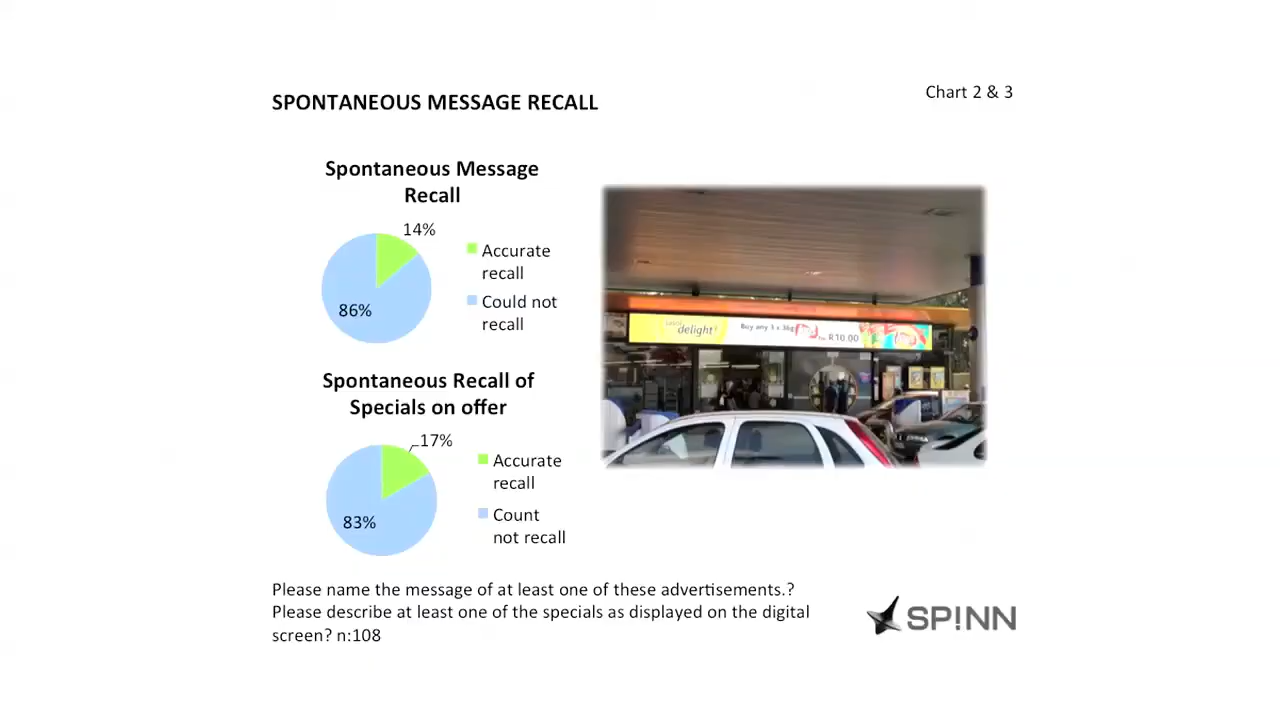 SPONTANEOUS MESSAGE RECALL
Chart 2 & 3
Spontaneous Message
Recall
14%
86%
Accurate
recall
Could not
recall
delight!
Buy any 3 x 36g
R10.00
Spontaneous Recall of
Specials on offer
17%
83%
Accurate
recall
Count
not recall
Please name the message of at least one of these advertisements.?
Please describe at least one of the specials as displayed on the digital
screen? n:108
SP!NN